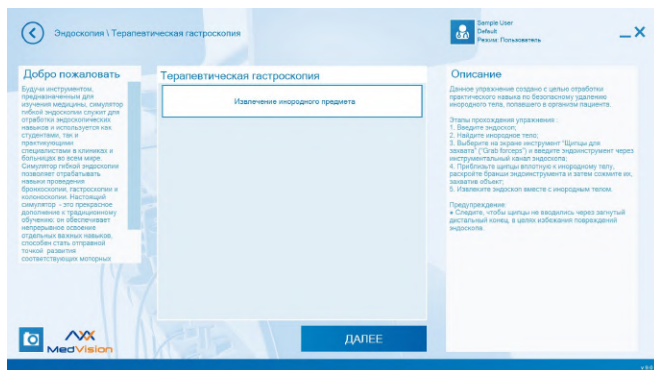 Эндоскопия \ Терапевтическая гастроскопия
Sample User
Default
Режим: Пользователь
Добро пожаловать
Будучи инструментом,
предназначенным для
изучения медицины, симулятор
гибкой эндоскопии служит для
отработки эндоскопических
навыков и используется как
студентами, так и
практикующими
специалистами в клиниках и
больницах во всем мире.
Симулятор гибкой эндоскопии
позволяет отрабатывать
навыки проведения
бронхоскопии, гастроскопии и
колоноскопии. Настоящий
симулятор - это прекрасное
дополнение к традиционному
обучению: он обеспечивает
непрерывное освоение
отдельных важных навыков,
способен стать отправной
точкой развития
соответствующих моторных
Терапевтическая гастроскопия
Извлечение инородного предмета
Описание
Данное упражнение создано с целью отработки
практического навыка по безопасному удалению
инородного тела, попавшего в организм пациента.
Этапы прохождения упражнения:
1. Введите эндоскоп;
2. Найдите инородное тело;
3. Выберите на экране инструмент "Щипцы для
захвата" ("Grab forceps") и введите эндоинструмент через
инструментальный канал эндоскопа;
4. Приблизьте щипцы вплотную к инородному телу,
раскройте бранши эндоинструмента и затем сожмите их,
захватив объект;
5. Извлеките эндоскоп вместе с инородным телом.
Предупреждение:
• Следите, чтобы щипцы не вводились через загнутый
дистальный конец, в целях избежания повреждений
эндоскопа.
MedVision
ДАЛЕЕ